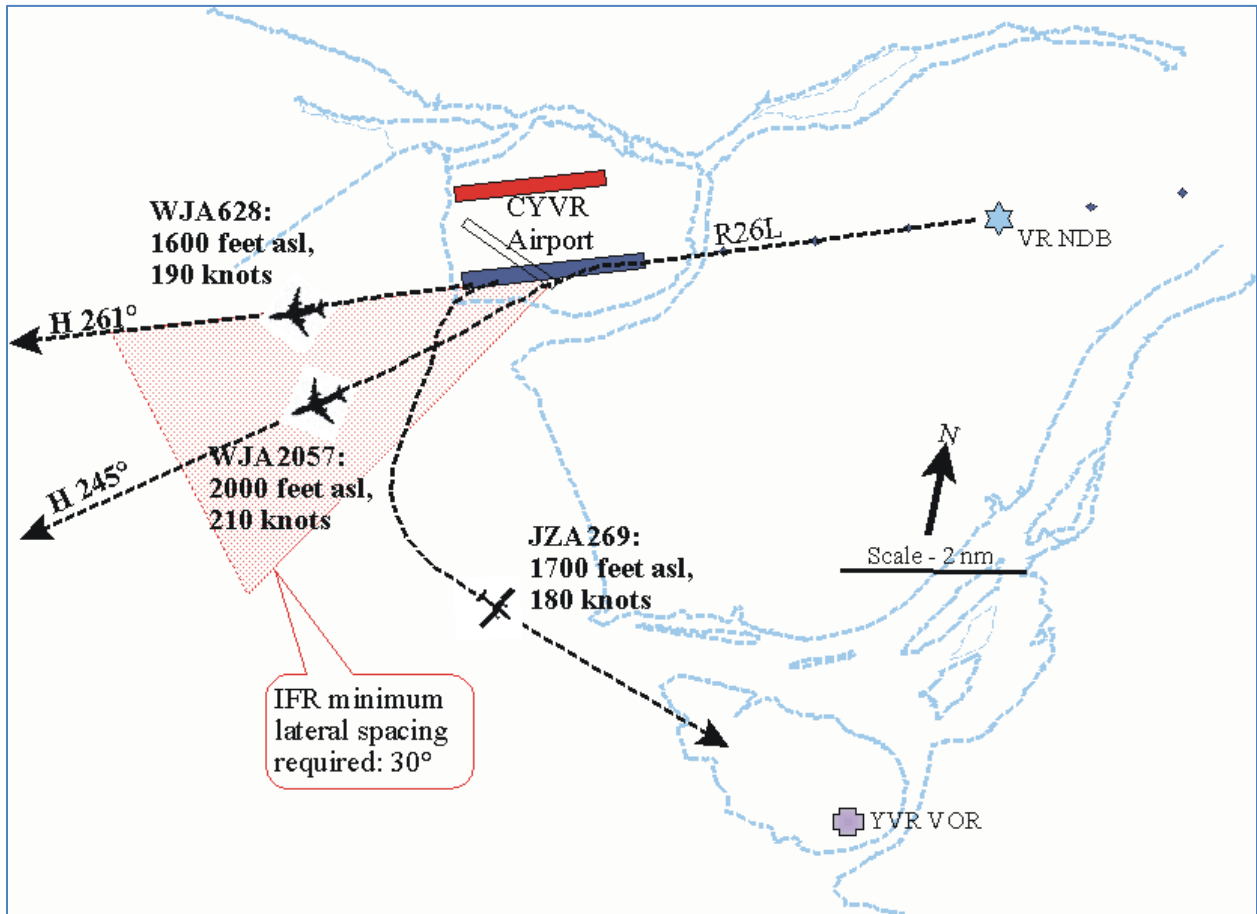 WJA628:
1600 feet asl,
190 knots
CYVR
Airport
R26L
VR NDB
H 261°
H 245°
WJA2057:
2000 feet asl,
210 knots
N
Scale - 2 nm
JZA269:
1700 feet asl,
180 knots
IFR minimum
lateral spacing
required: 30°
YVR VOR